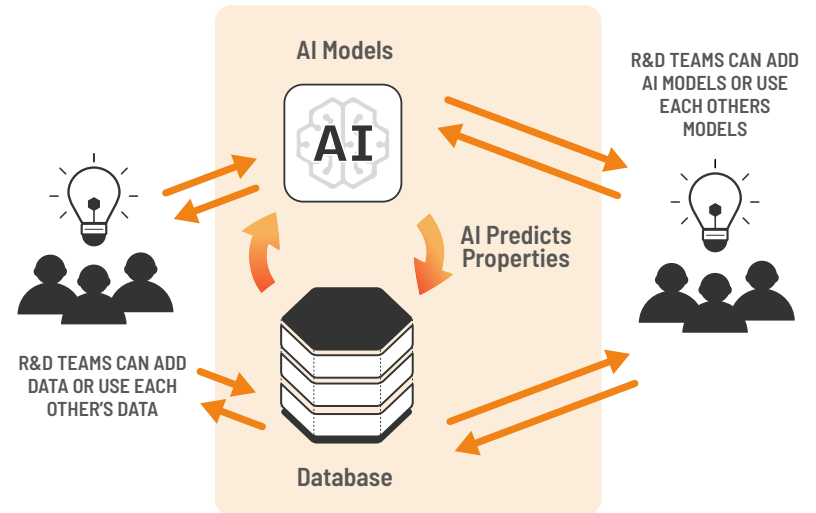 AI Models
AI
R&D TEAMS CAN ADD
AI MODELS OR USE
EACH OTHERS
MODELS
AI Predicts
Properties
R&D TEAMS CAN ADD
DATA OR USE EACH
OTHER'S DATA
Database